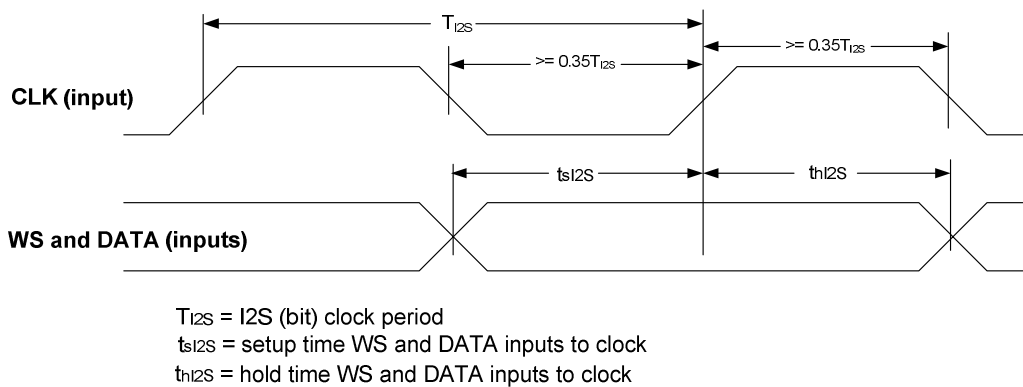 TI2S
>= 0.35TI2S
>= 0.35TI2S
CLK (input)
tsI2S
thI2S
WS and DATA (inputs)
TI2S = I2S (bit) clock period
tsI2S = setup time WS and DATA inputs to clock
thI2S = hold time WS and DATA inputs to clock